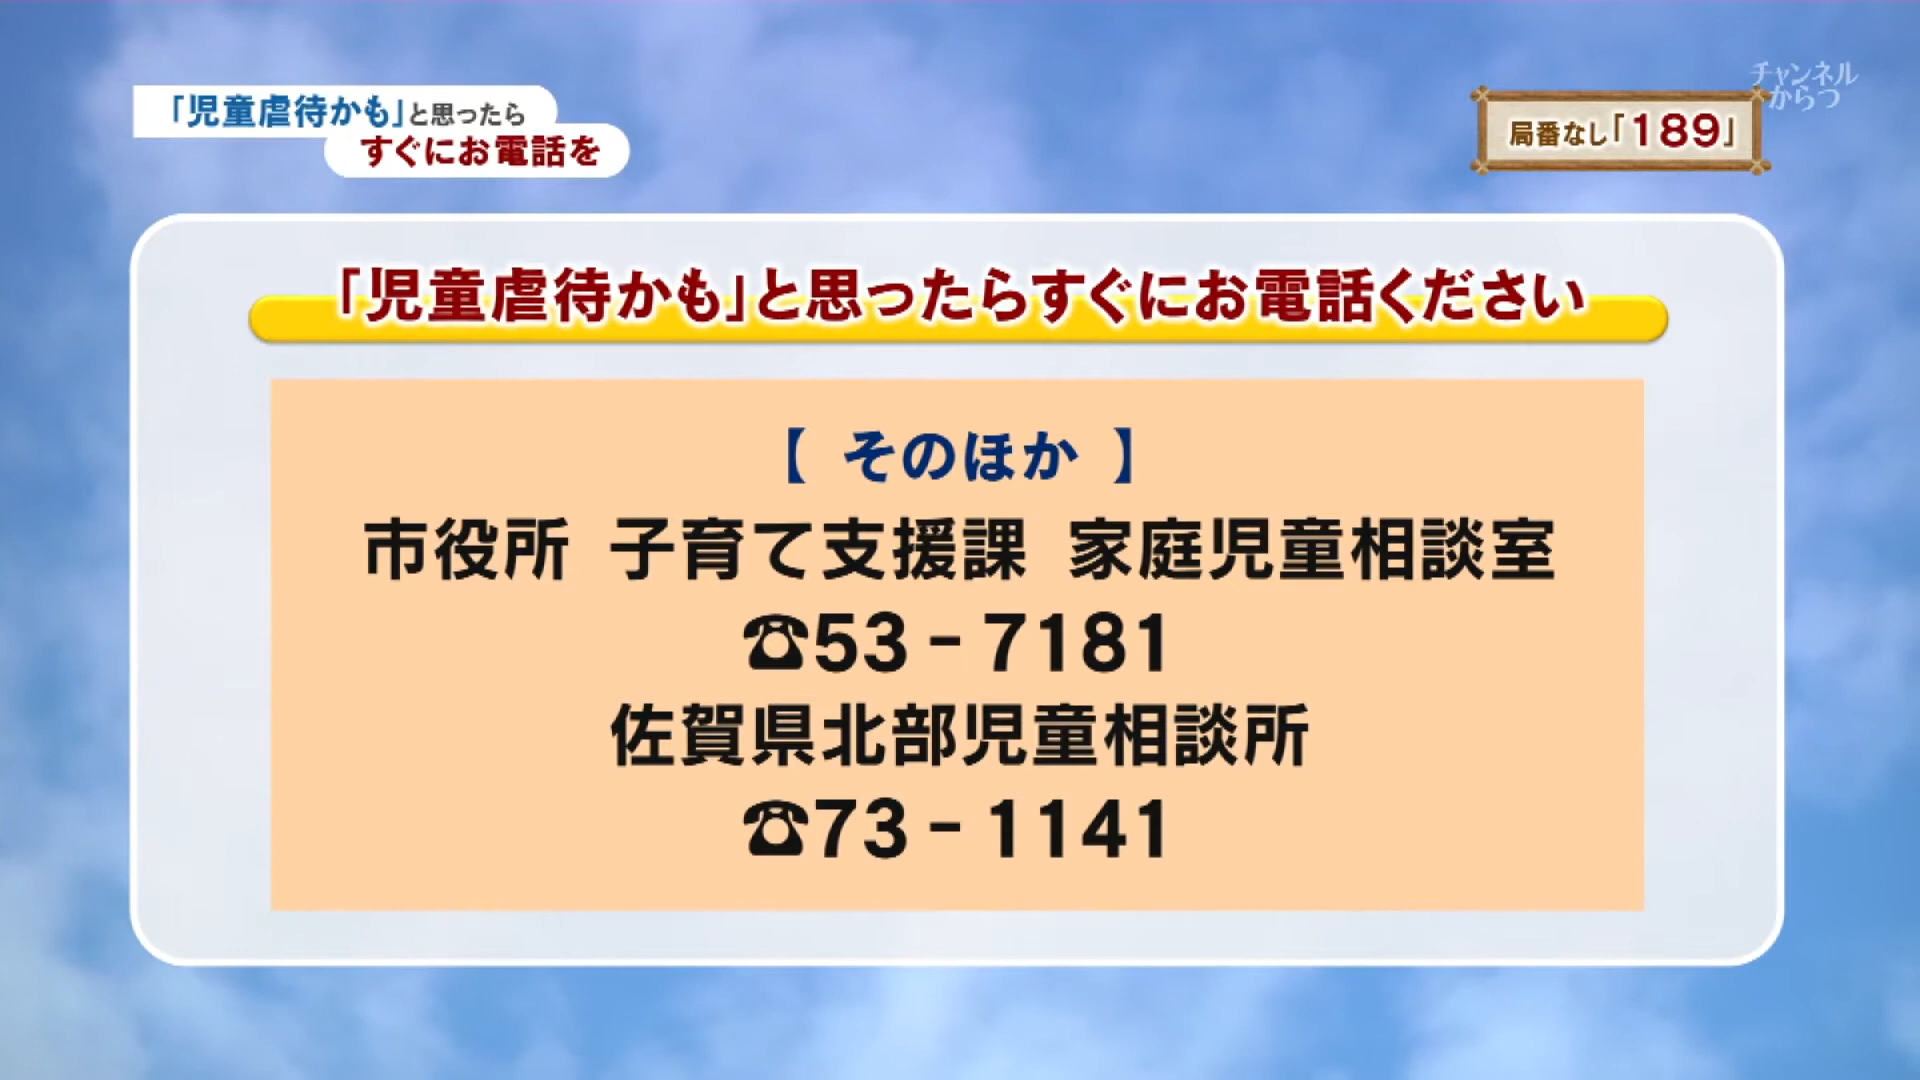 「児童虐待かも」と思ったら
すぐにお電話を
局番なし「189」
チャンネル
からつ
「児童虐待かも」と思ったらすぐにお電話ください
【 そのほか 】
市役所 子育て支援課 家庭児童相談室
☎53-7181
佐賀県北部児童相談所
☎73-1141